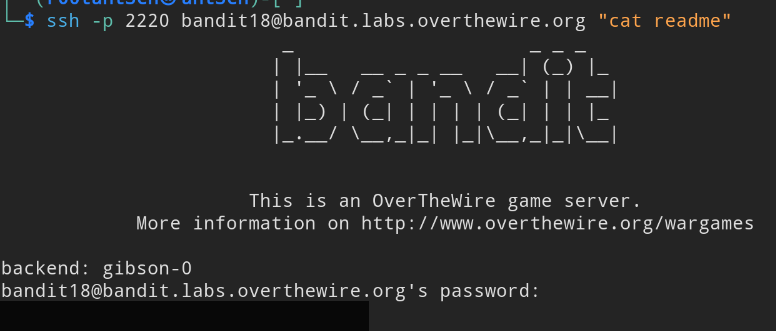 └─$ ssh -p 2220 bandit18@bandit.labs.overthewire.org "cat readme"
bandit
This is an OverTheWire game server.
More information on http://www.overthewire.org/wargames
backend: gibson-0
bandit18@bandit.labs.overthewire.org's password: